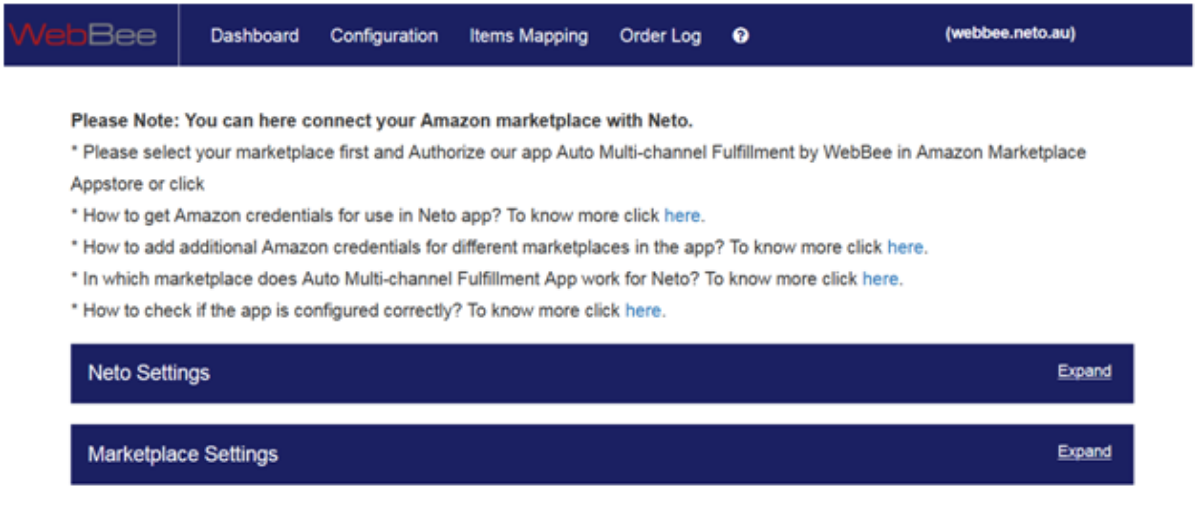 WebBee Dashboard Configuration Items Mapping Order Log ? (webbee.neto.au)
Please Note: You can here connect your Amazon marketplace with Neto.
* Please select your marketplace first and Authorize our app Auto Multi-channel Fulfillment by WebBee in Amazon Marketplace
Appstore or click
* How to get Amazon credentials for use in Neto app? To know more click here.
* How to add additional Amazon credentials for different marketplaces in the app? To know more click here.
* In which marketplace does Auto Multi-channel Fulfillment App work for Neto? To know more click here.
* How to check if the app is configured correctly? To know more click here.
Neto Settings Expand
Marketplace Settings Expand